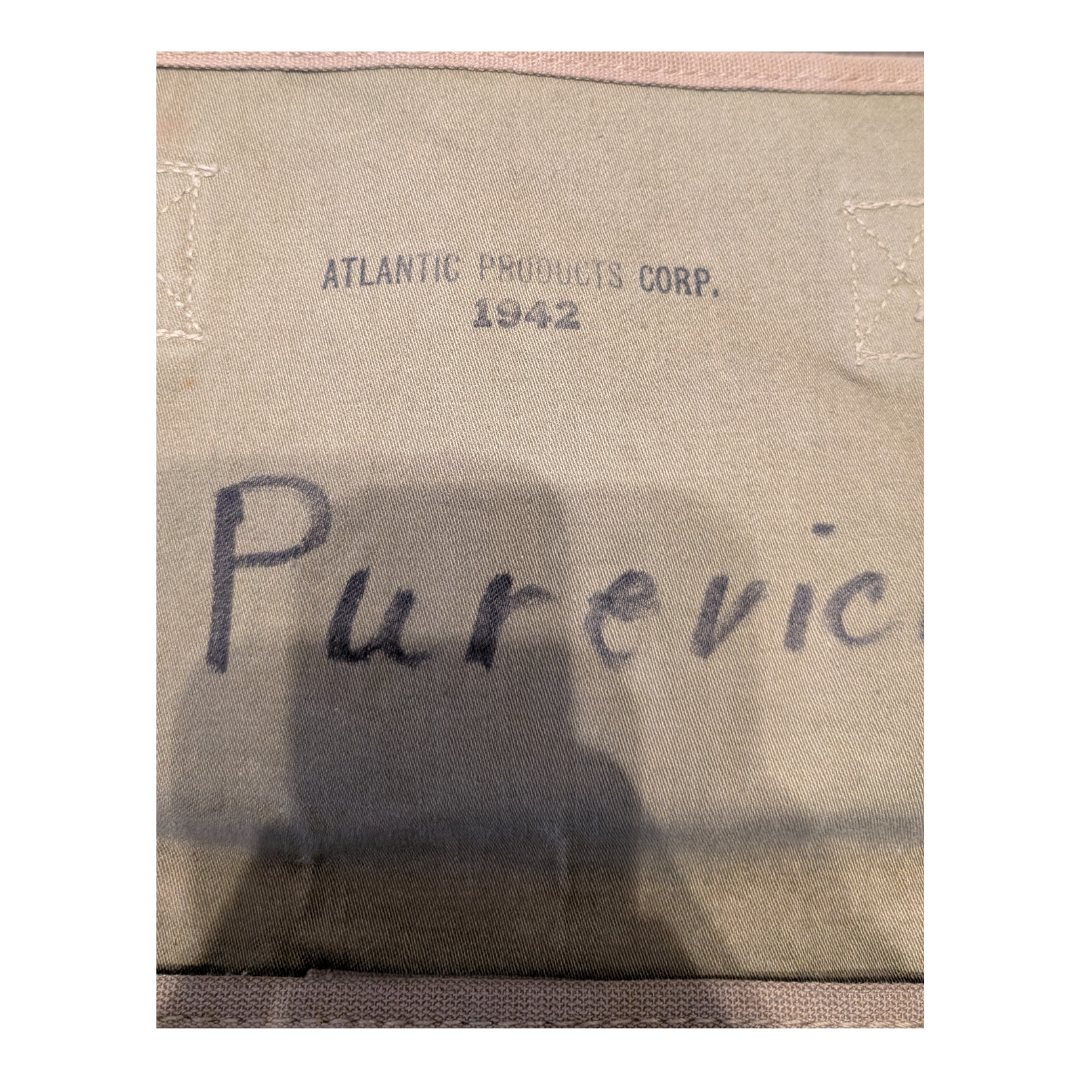 ATLANTIC PRODUCTS CORP.
1942
Purevic